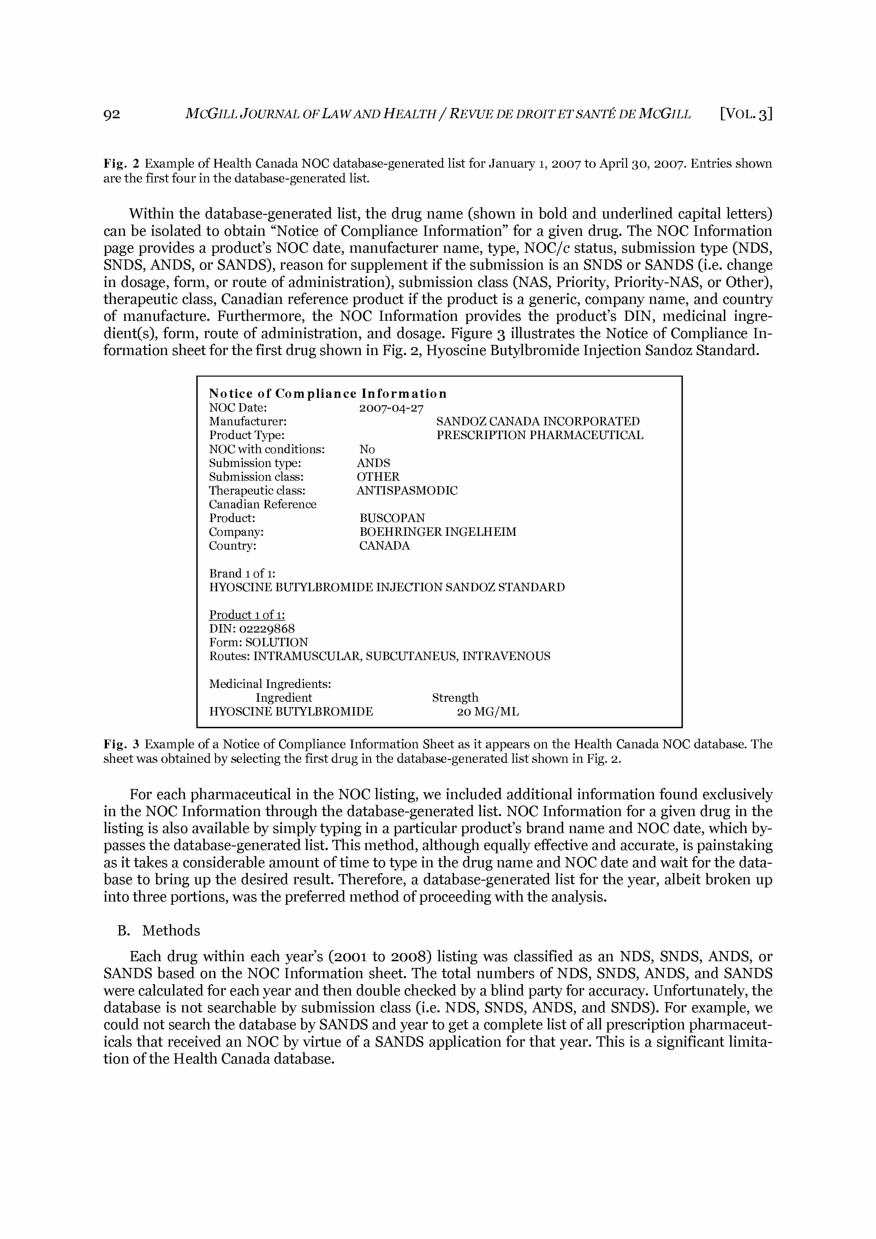 92 MCGILL JOURNAL OF LAW AND HEALTH / REVUE DE DROIT ET SANTÉ DE MCGILL [VOL. 3]
Fig. 2 Example of Health Canada NOC database-generated list for January 1, 2007 to April 30, 2007. Entries shown
are the first four in the database-generated list.
Within the database-generated list, the drug name (shown in bold and underlined capital letters)
can be isolated to obtain “Notice of Compliance Information” for a given drug. The NOC Information
page provides a product’s NOC date, manufacturer name, type, NOC/c status, submission type (NDS,
SNDS, ANDS, or SANDS), reason for supplement if the submission is an SNDS or SANDS (i.e. change
in dosage, form, or route of administration), submission class (NAS, Priority, Priority-NAS, or Other),
therapeutic class, Canadian reference product if the product is a generic, company name, and country
of manufacture. Furthermore, the NOC Information provides the product’s DIN, medicinal ingre-
dient(s), form, route of administration, and dosage. Figure 3 illustrates the Notice of Compliance In-
formation sheet for the first drug shown in Fig. 2, Hyoscine Butylbromide Injection Sandoz Standard.
Notice of Compliance Information
NOC Date: 2007-04-27
Manufacturer: SANDOZ CANADA INCORPORATED
Product Type: PRESCRIPTION PHARMACEUTICAL
NOC with conditions: No
Submission type: ANDS
Submission class: OTHER
Therapeutic class: ANTISPASMODIC
Canadian Reference
Product: BUSCOPAN
Company: BOEHRINGER INGELHEIM
Country: CANADA
Brand 1 of 1:
HYOSCINE BUTYLBROMIDE INJECTION SANDOZ STANDARD
Product 1 of 1:
DIN: 02229868
Form: SOLUTION
Routes: INTRAMUSCULAR, SUBCUTANEUS, INTRAVENOUS
Medicinal Ingredients:
Ingredient Strength
HYOSCINE BUTYLBROMIDE 20 MG/ML
Fig. 3 Example of a Notice of Compliance Information Sheet as it appears on the Health Canada NOC database. The
sheet was obtained by selecting the first drug in the database-generated list shown in Fig. 2.
For each pharmaceutical in the NOC listing, we included additional information found exclusively
in the NOC Information through the database-generated list. NOC Information for a given drug in the
listing is also available by simply typing in a particular product’s brand name and NOC date, which by-
passes the database-generated list. This method, although equally effective and accurate, is painstaking
as it takes a considerable amount of time to type in the drug name and NOC date and wait for the data-
base to bring up the desired result. Therefore, a database-generated list for the year, albeit broken up
into three portions, was the preferred method of proceeding with the analysis.
B. Methods
Each drug within each year’s (2001 to 2008) listing was classified as an NDS, SNDS, ANDS, or
SANDS based on the NOC Information sheet. The total numbers of NDS, SNDS, ANDS, and SANDS
were calculated for each year and then double checked by a blind party for accuracy. Unfortunately, the
database is not searchable by submission class (i.e. NDS, SNDS, ANDS, and SNDS). For example, we
could not search the database by SANDS and year to get a complete list of all prescription pharmaceut-
icals that received an NOC by virtue of a SANDS application for that year. This is a significant limita-
tion of the Health Canada database.